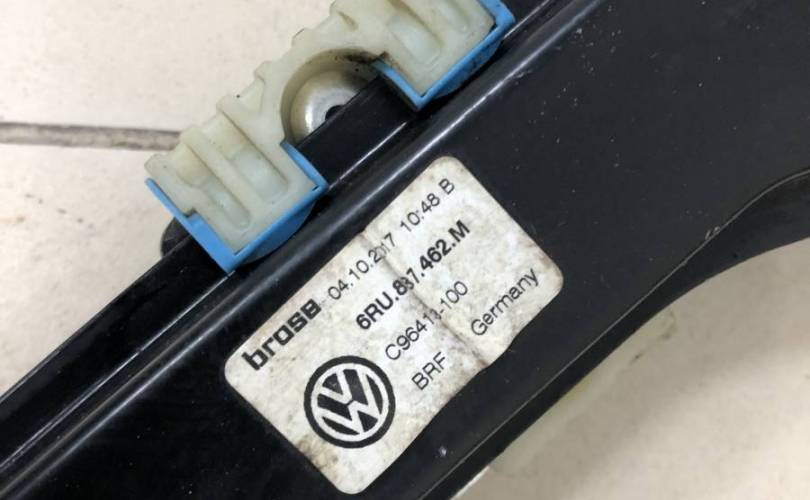 brose 04.10.2017 10:48 B
6RU.837.462.M
C96413-100
BRF Germany